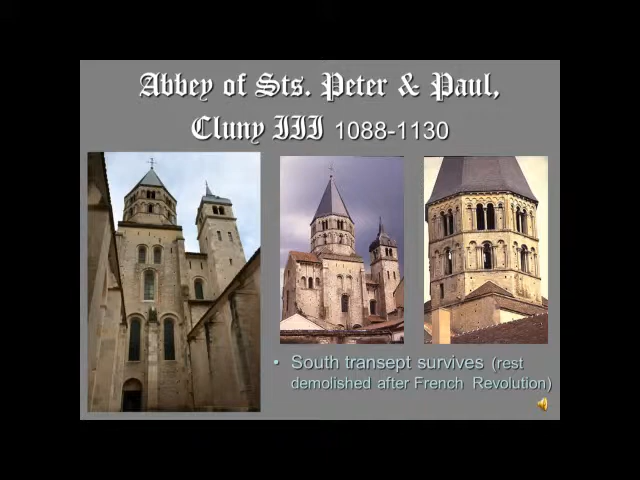 Abbey of Sts. Peter & Paul,
Cluny III 1088-1130
• South transept survives (rest
demolished after French Revolution)